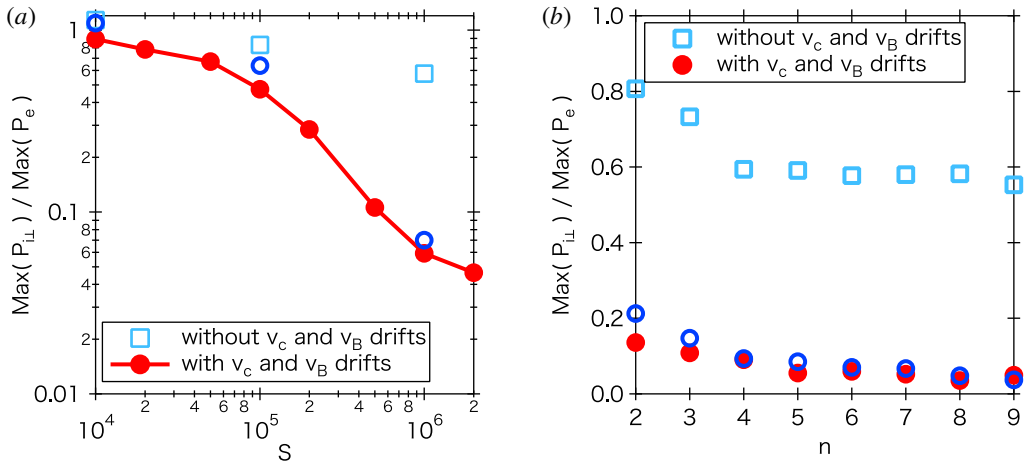 (a)
Max( P_i⊥ ) / Max( P_e )
1
8
6
4
2
0.1
8
6
4
2
0.01
without v_c and v_B drifts
with v_c and v_B drifts
10^4 2 4 6 8 10^5 2 4 6 8 10^6 2
S
(b)
Max( P_i⊥ ) / Max( P_e )
1.0
0.8
0.6
0.4
0.2
0.0
without v_c and v_B drifts
with v_c and v_B drifts
2 3 4 5 6 7 8 9
n